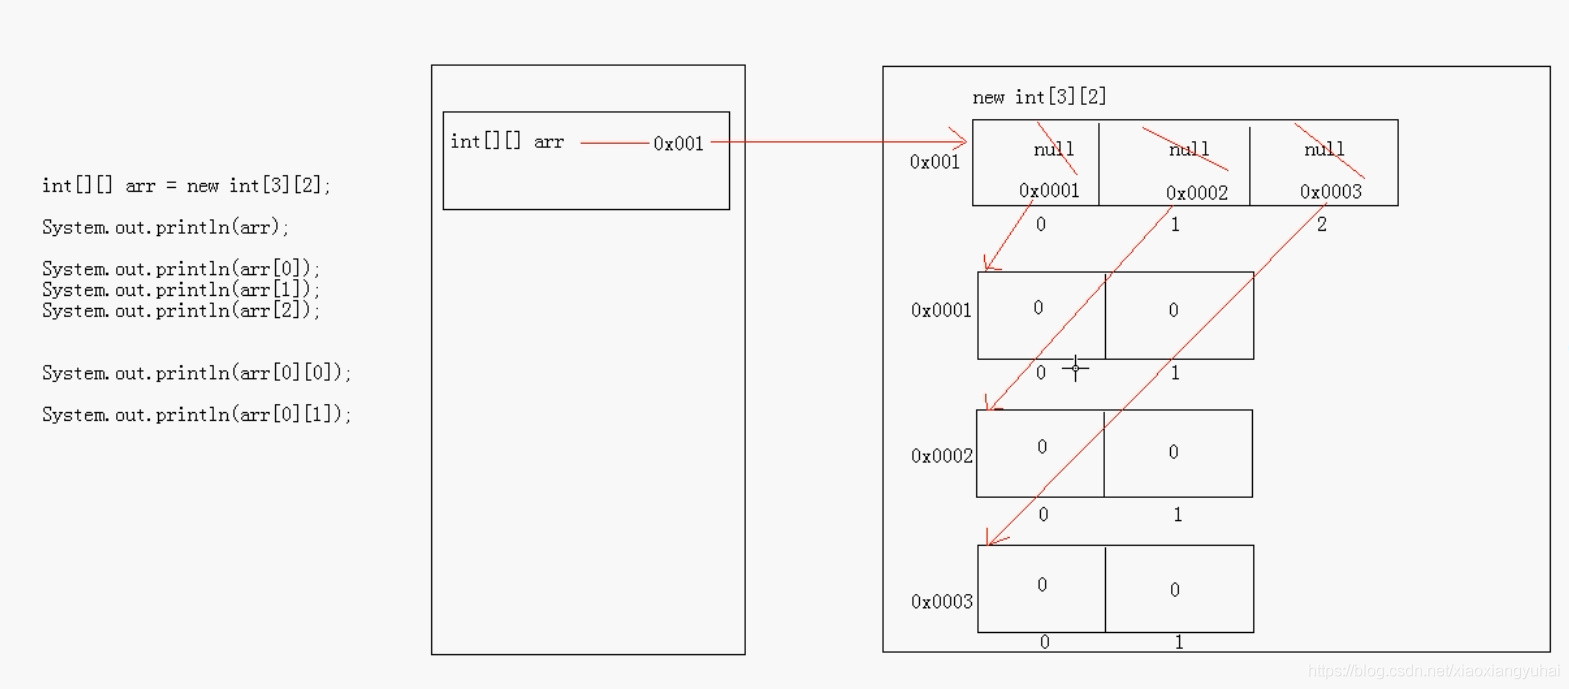 int[][] arr = new int[3][2];
System.out.println(arr);
System.out.println(arr[0]);
System.out.println(arr[1]);
System.out.println(arr[2]);
System.out.println(arr[0][0]);
System.out.println(arr[0][1]);
int[][] arr 0x001
new int[3][2]
0x001
null null null
0x0001 0x0002 0x0003
0 1 2
0x0001
0 0
0 1
0x0002
0 0
0 1
0x0003
0 0
0 1
https://blog.csdn.net/xiaoxiangyuhai